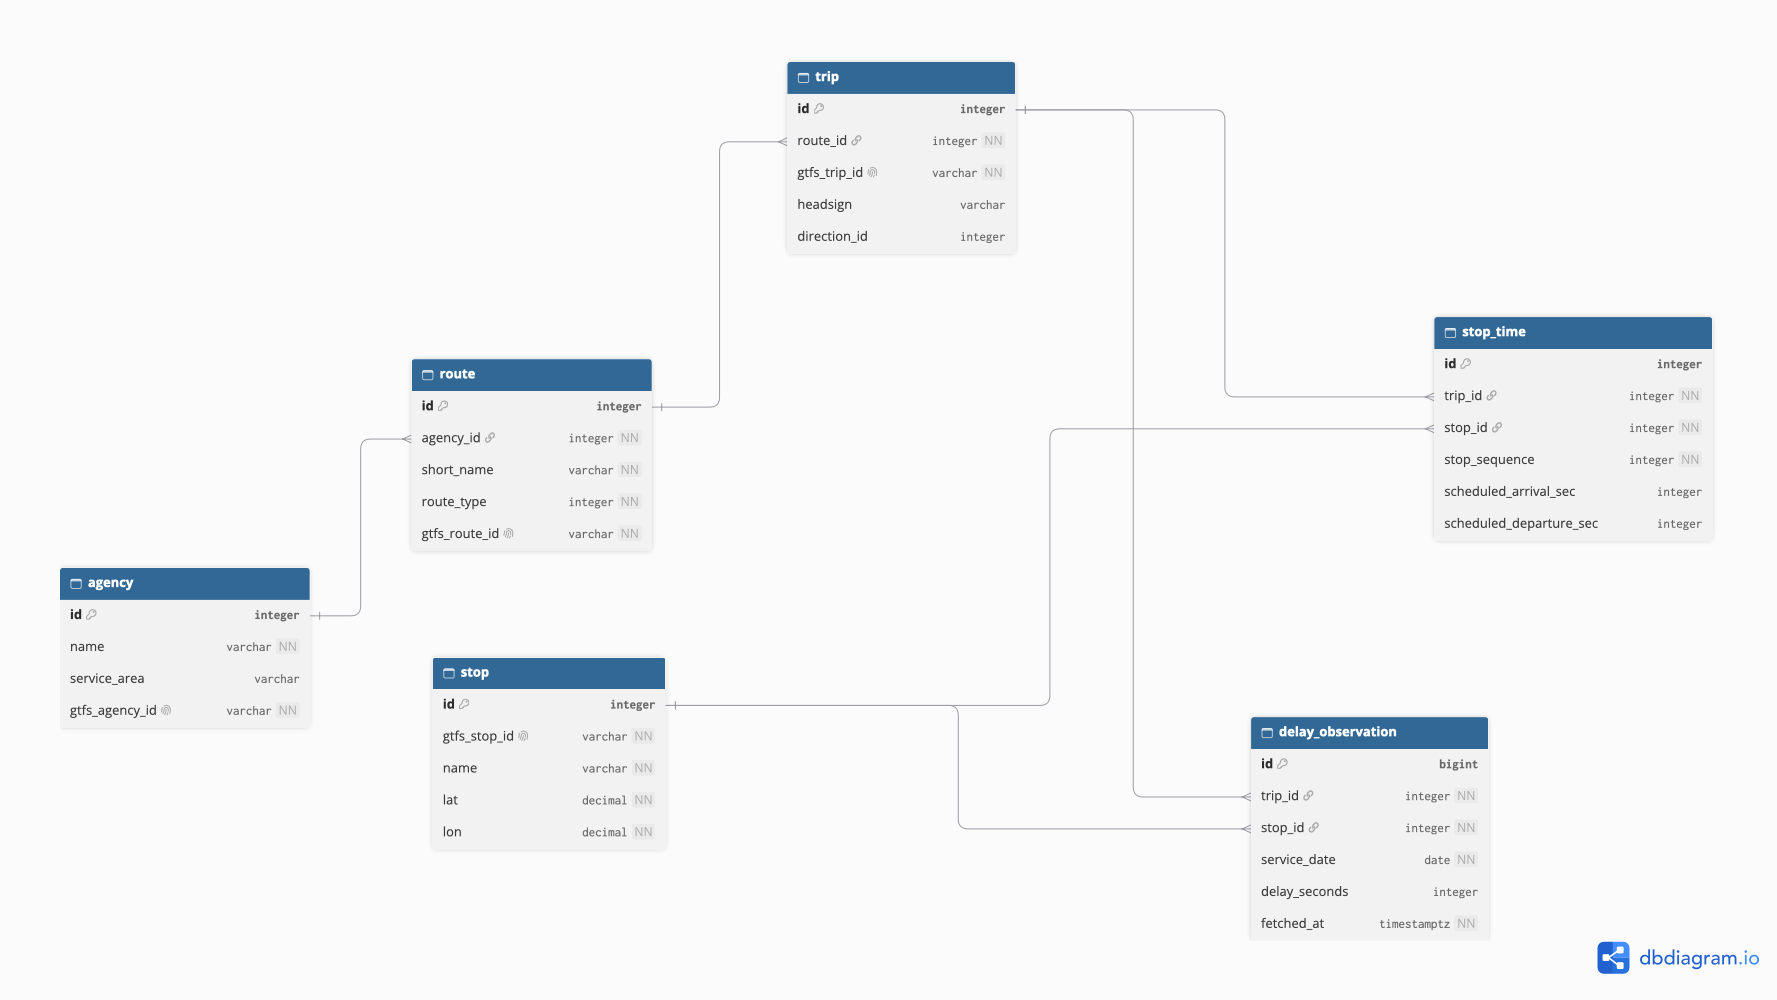 trip
id integer
route_id integer NN
gtfs_trip_id varchar NN
headsign varchar
direction_id integer
stop_time
id integer
trip_id integer NN
stop_id integer NN
stop_sequence integer NN
scheduled_arrival_sec integer
scheduled_departure_sec integer
route
id integer
agency_id integer NN
short_name varchar NN
route_type integer NN
gtfs_route_id varchar NN
agency
id integer
name varchar NN
service_area varchar
gtfs_agency_id varchar NN
stop
id integer
gtfs_stop_id varchar NN
name varchar NN
lat decimal NN
lon decimal NN
delay_observation
id bigint
trip_id integer NN
stop_id integer NN
service_date date NN
delay_seconds integer
fetched_at timestamptz NN
dbdiagram.io